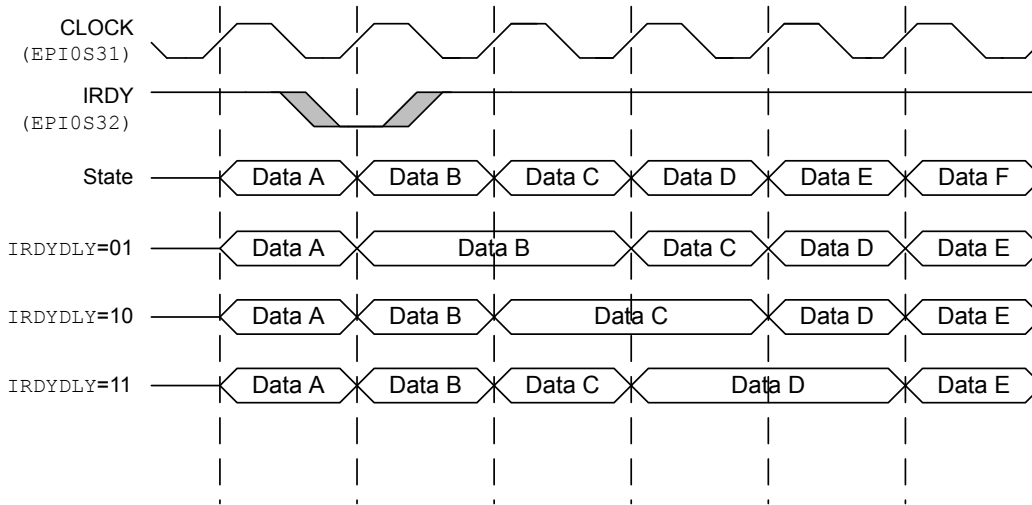 CLOCK
(EPI0S31)
IRDY
(EPI0S32)
State Data A Data B Data C Data D Data E Data F
IRDYDLY=01 Data A Data B Data C Data D Data E
IRDYDLY=10 Data A Data B Data C Data D Data E
IRDYDLY=11 Data A Data B Data C Data D Data E